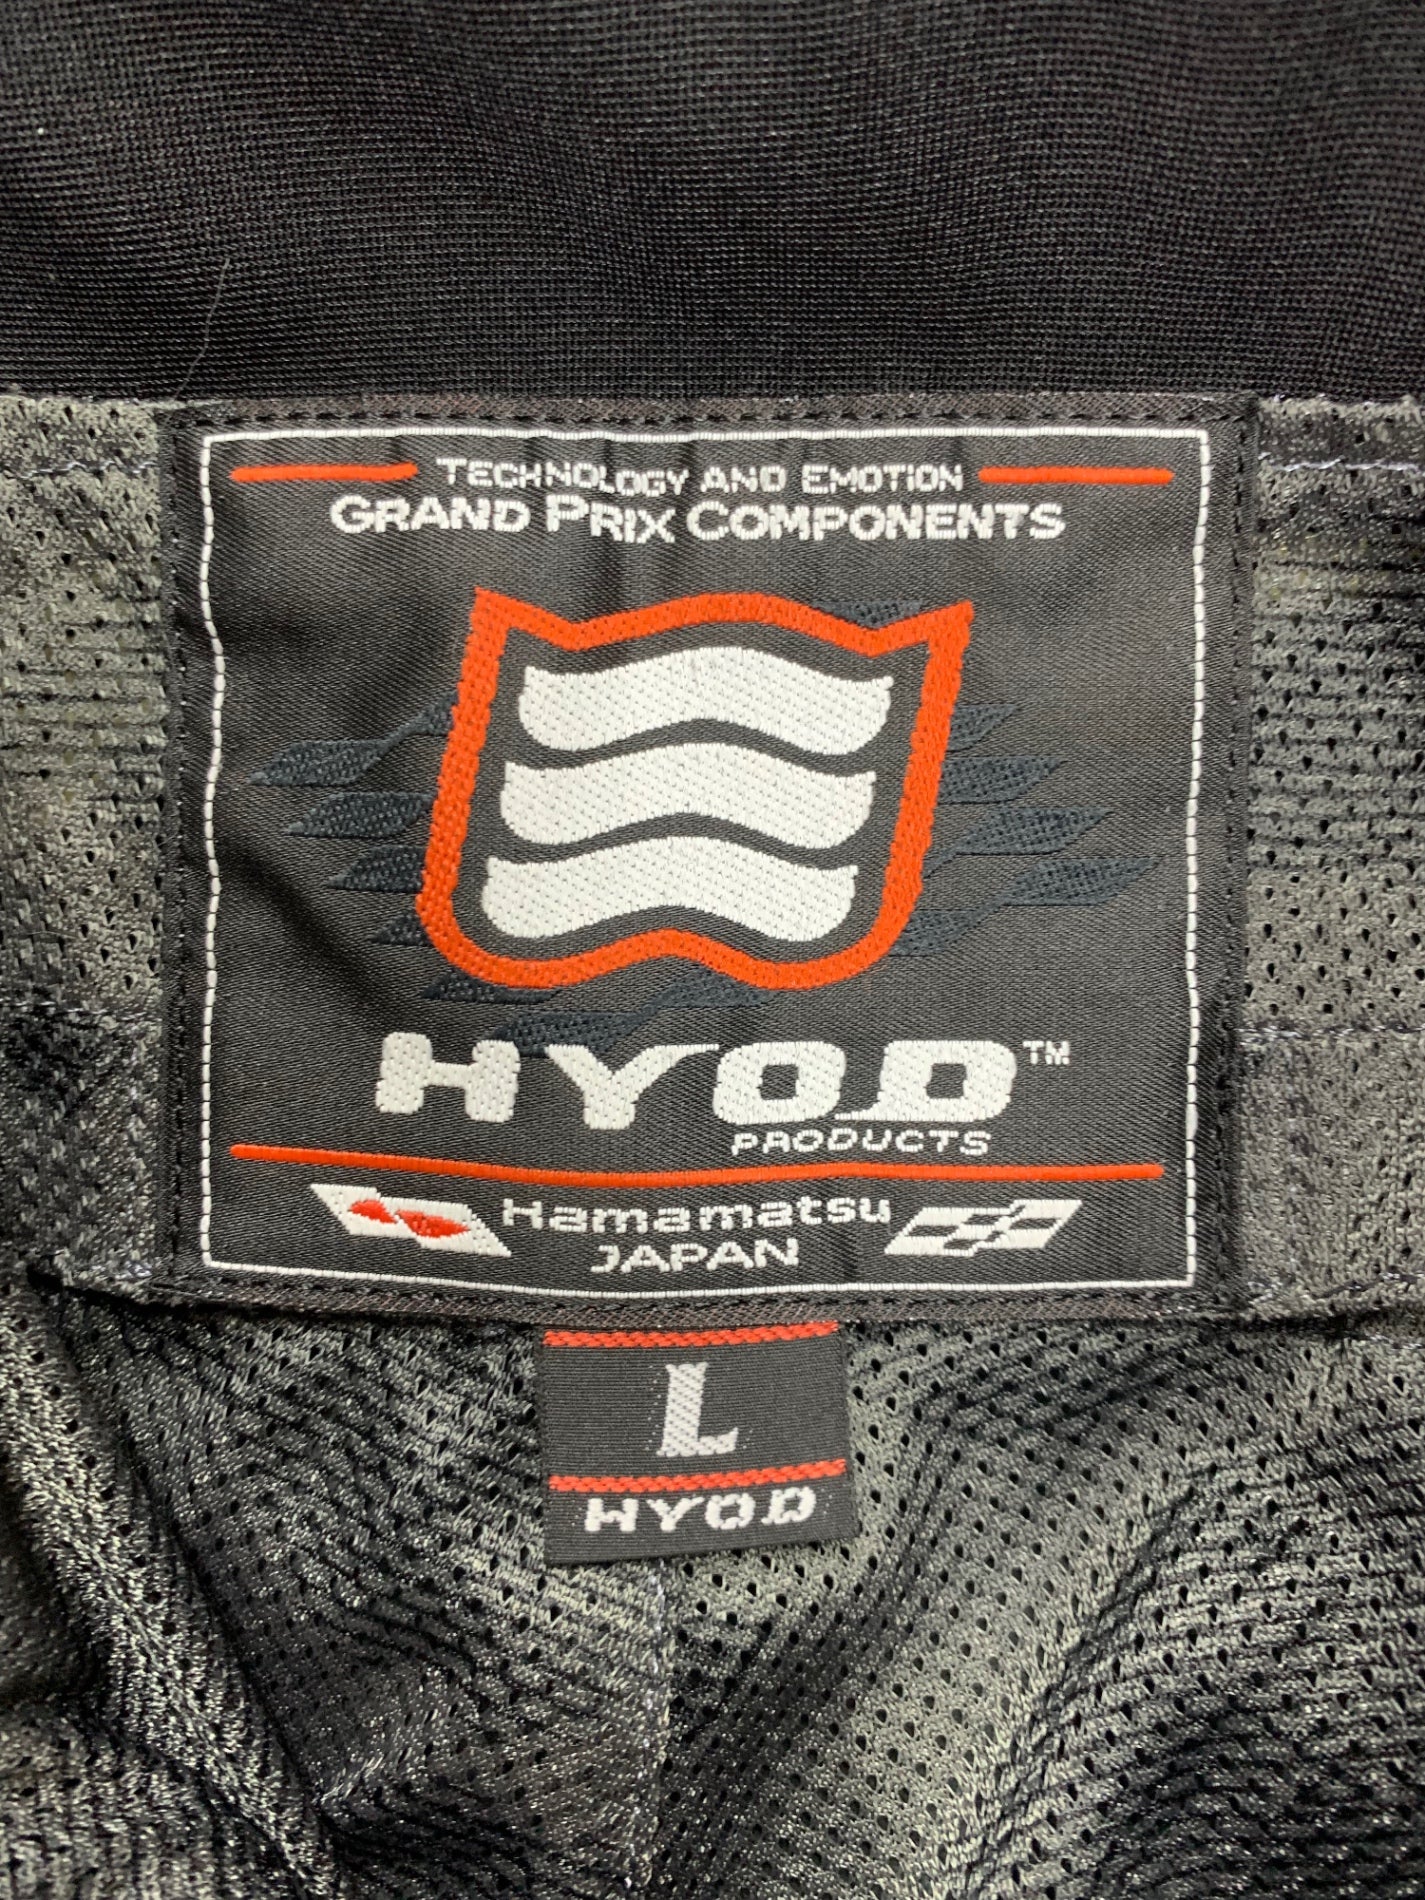 TECHNOLOGY AND EMOTION
GRAND PRIX COMPONENTS
HYOD™
PRODUCTS
Hamamatsu
JAPAN
L
HYOD